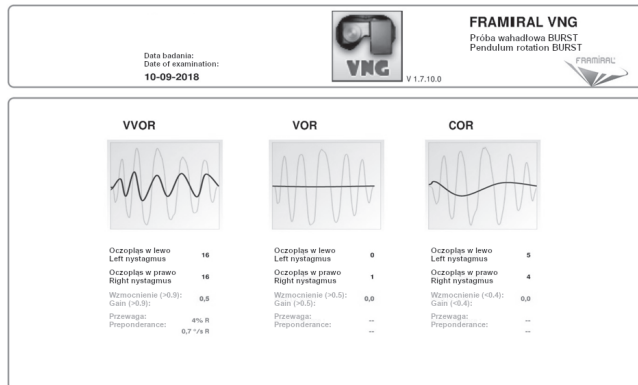 FRAMIRAL VNG
Próba wahadłowa BURST
Pendulum rotation BURST
FRAMIRAL
Data badania:
Date of examination:
10-09-2018
VNG
V 1.7.10.0
VVOR
Oczopląs w lewo
Left nystagmus 16
Oczopląs w prawo
Right nystagmus 16
Wzmocnienie (>0.9):
Gain (>0.9): 0,5
Przewaga:
Preponderance: 4% R
0,7 °/s R
VOR
Oczopląs w lewo
Left nystagmus 0
Oczopląs w prawo
Right nystagmus 1
Wzmocnienie (>0.5):
Gain (>0.5): 0,0
Przewaga:
Preponderance: --
--
COR
Oczopląs w lewo
Left nystagmus 5
Oczopląs w prawo
Right nystagmus 4
Wzmocnienie (<0.4):
Gain (<0.4): 0,0
Przewaga:
Preponderance: --
--